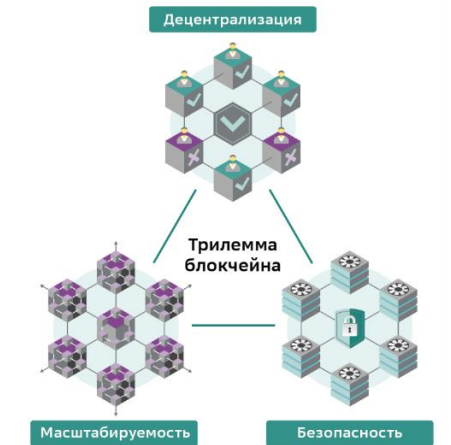 Децентрализация
Трилемма
блокчейна
Масштабируемость
Безопасность